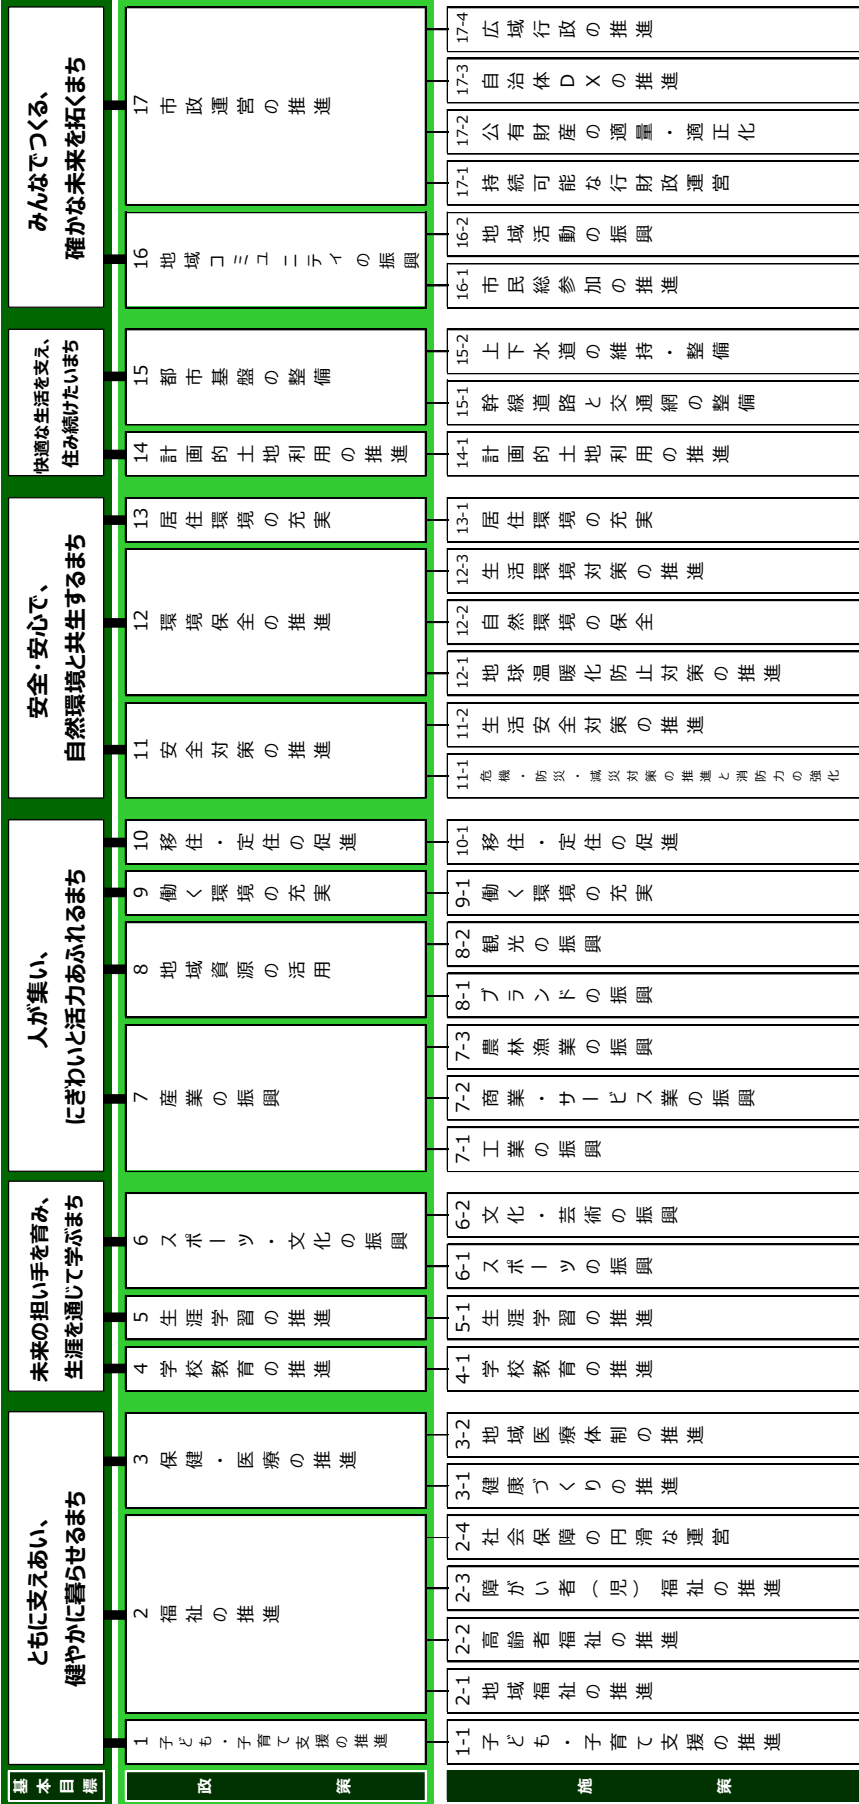 基本目標
ともに支えあい、
健やかに暮らせるまち
未来の担い手を育み、
生涯を通じて学ぶまち
人が集い、
にぎわいと活力あふれるまち
安全・安心で、
自然環境と共生するまち
快適な生活を支え、
住み続けたいまち
みんなでつくる、
確かな未来を拓くまち
政策
1 子ども・子育て支援の推進
2 福祉の推進
3 保健・医療の推進
4 学校教育の推進
5 生涯学習の推進
6 スポーツ・文化の振興
7 産業の振興
8 地域資源の活用
9 働く環境の充実
10 移住・定住の促進
11 安全対策の推進
12 環境保全の推進
13 居住環境の充実
14 計画的土地利用の推進
15 都市基盤の整備
16 地域コミュニティの振興
17 市政運営の推進
施策
1-1 子ども・子育て支援の推進
2-1 地域福祉の推進
2-2 高齢者福祉の推進
2-3 障がい者(児)福祉の推進
2-4 社会保障の円滑な運営
3-1 健康づくりの推進
3-2 地域医療体制の推進
4-1 学校教育の推進
5-1 生涯学習の推進
6-1 スポーツの振興
6-2 文化・芸術の振興
7-1 工業の振興
7-2 商業・サービス業の振興
7-3 農林漁業の振興
8-1 ブランドの振興
8-2 観光の振興
9-1 働く環境の充実
10-1 移住・定住の促進
11-1 危機・防災・減災対策の推進と消防力の強化
11-2 生活安全対策の推進
12-1 地球温暖化防止対策の推進
12-2 自然環境の保全
12-3 生活環境対策の推進
13-1 居住環境の充実
14-1 計画的土地利用の推進
15-1 幹線道路と交通網の整備
15-2 上下水道の維持・整備
16-1 市民総参加の推進
16-2 地域活動の振興
17-1 持続可能な行財政運営
17-2 公有財産の適量・適正化
17-3 自治体DXの推進
17-4 広域行政の推進